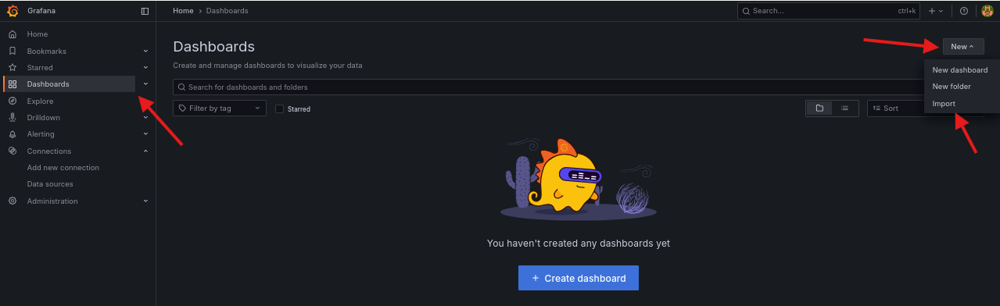 Grafana
Home › Dashboards
Search...
ctrl+k
Home
Bookmarks
Starred
Dashboards
Explore
Drilldown
Alerting
Connections
Add new connection
Data sources
Administration
Dashboards
New
Create and manage dashboards to visualize your data
New dashboard
New folder
Import
Search for dashboards and folders
Filter by tag
Starred
Sort
You haven't created any dashboards yet
+ Create dashboard